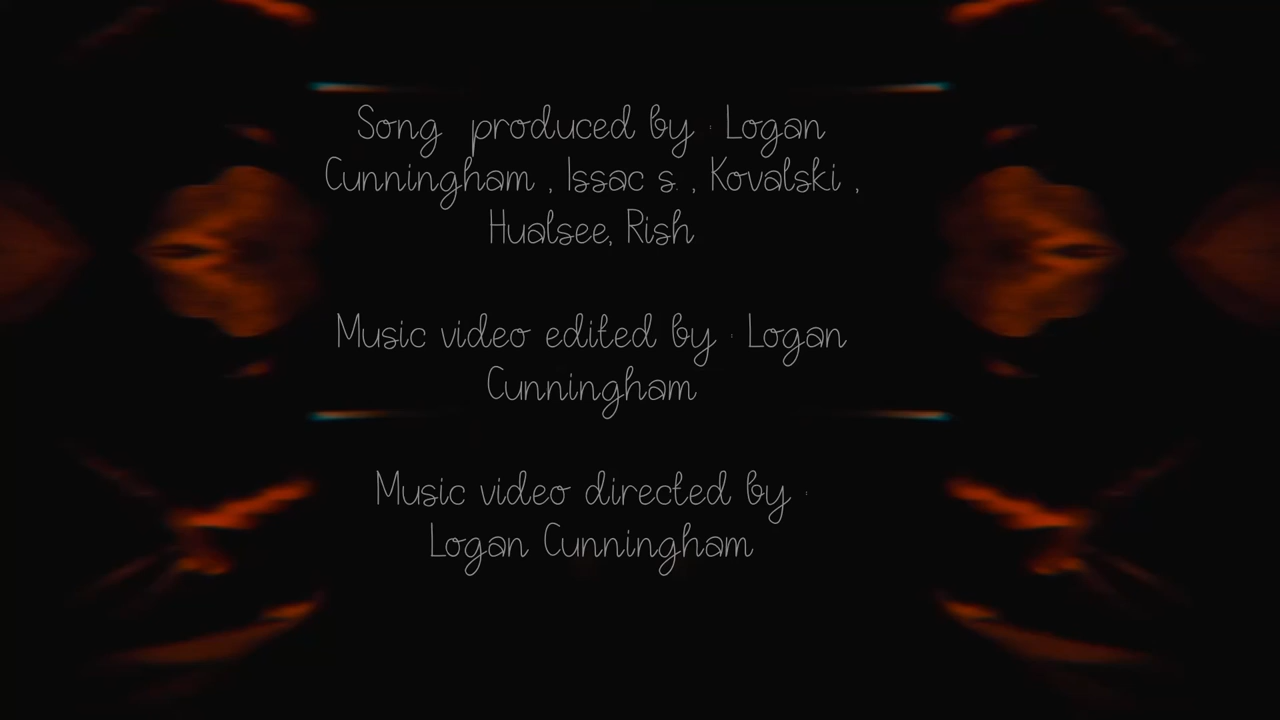 Song produced by : Logan
Cunningham , Issac s. , Kovalski ,
Hualsee, Rish
Music video edited by : Logan
Cunningham
Music video directed by :
Logan Cunningham